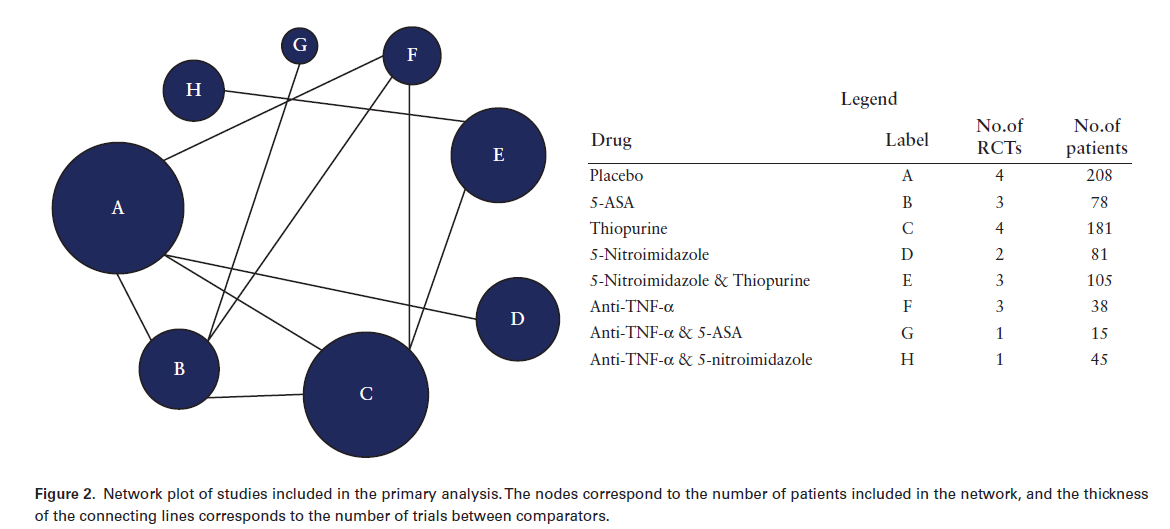 G
F
H
E
A
D
B
C
Legend
Drug Label No.of RCTs No.of patients
Placebo A 4 208
5-ASA B 3 78
Thiopurine C 4 181
5-Nitroimidazole D 2 81
5-Nitroimidazole & Thiopurine E 3 105
Anti-TNF-α F 3 38
Anti-TNF-α & 5-ASA G 1 15
Anti-TNF-α & 5-nitroimidazole H 1 45
Figure 2. Network plot of studies included in the primary analysis. The nodes correspond to the number of patients included in the network, and the thickness
of the connecting lines corresponds to the number of trials between comparators.